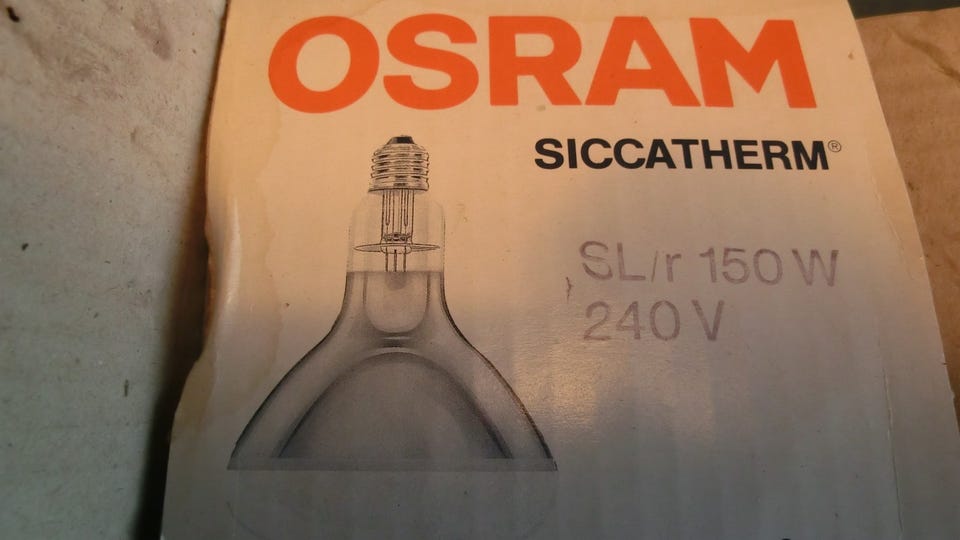 OSRAM
SICCATHERM®
SL/r 150 W
240 V